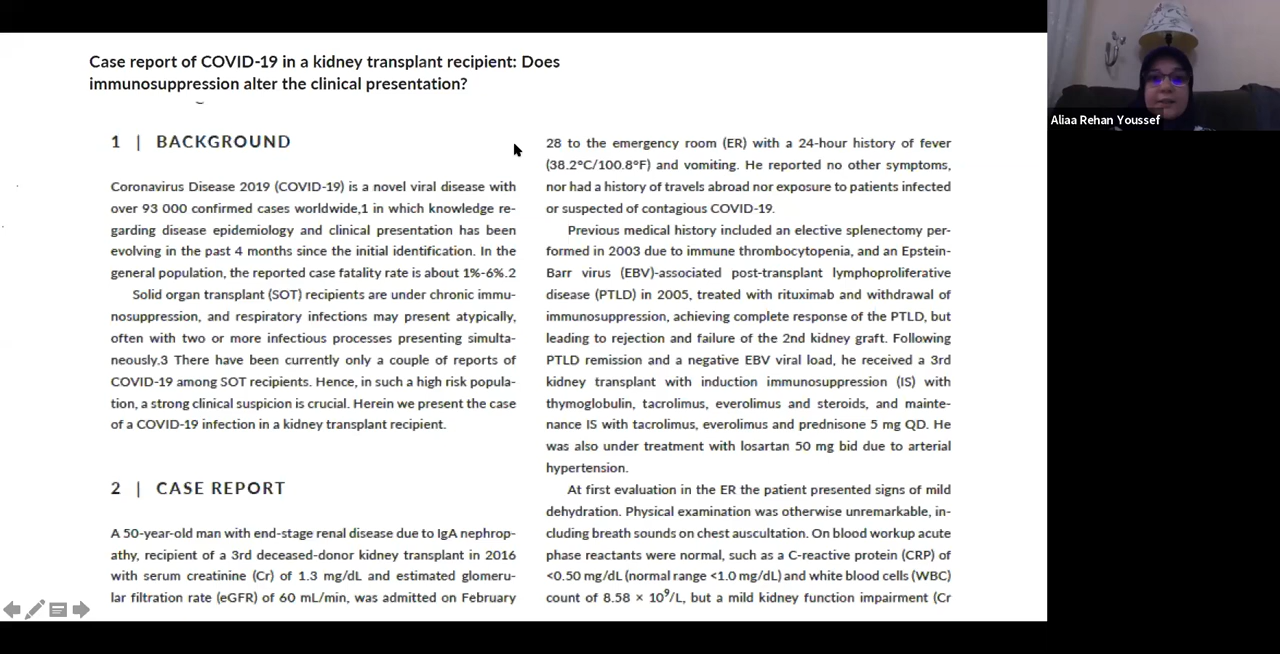 Case report of COVID-19 in a kidney transplant recipient: Does
immunosuppression alter the clinical presentation?
1 | BACKGROUND
Coronavirus Disease 2019 (COVID-19) is a novel viral disease with
over 93 000 confirmed cases worldwide,1 in which knowledge re-
garding disease epidemiology and clinical presentation has been
evolving in the past 4 months since the initial identification. In the
general population, the reported case fatality rate is about 1%-6%.2
Solid organ transplant (SOT) recipients are under chronic immu-
nosuppression, and respiratory infections may present atypically,
often with two or more infectious processes presenting simulta-
neously.3 There have been currently only a couple of reports of
COVID-19 among SOT recipients. Hence, in such a high risk popula-
tion, a strong clinical suspicion is crucial. Herein we present the case
of a COVID-19 infection in a kidney transplant recipient.
2 | CASE REPORT
A 50-year-old man with end-stage renal disease due to IgA nephrop-
athy, recipient of a 3rd deceased-donor kidney transplant in 2016
with serum creatinine (Cr) of 1.3 mg/dL and estimated glomeru-
lar filtration rate (eGFR) of 60 mL/min, was admitted on February
28 to the emergency room (ER) with a 24-hour history of fever
(38.2°C/100.8°F) and vomiting. He reported no other symptoms,
nor had a history of travels abroad nor exposure to patients infected
or suspected of contagious COVID-19.
Previous medical history included an elective splenectomy per-
formed in 2003 due to immune thrombocytopenia, and an Epstein-
Barr virus (EBV)-associated post-transplant lymphoproliferative
disease (PTLD) in 2005, treated with rituximab and withdrawal of
immunosuppression, achieving complete response of the PTLD, but
leading to rejection and failure of the 2nd kidney graft. Following
PTLD remission and a negative EBV viral load, he received a 3rd
kidney transplant with induction immunosuppression (IS) with
thymoglobulin, tacrolimus, everolimus and steroids, and mainte-
nance IS with tacrolimus, everolimus and prednisone 5 mg QD. He
was also under treatment with losartan 50 mg bid due to arterial
hypertension.
At first evaluation in the ER the patient presented signs of mild
dehydration. Physical examination was otherwise unremarkable, in-
cluding breath sounds on chest auscultation. On blood workup acute
phase reactants were normal, such as a C-reactive protein (CRP) of
<0.50 mg/dL (normal range <1.0 mg/dL) and white blood cells (WBC)
count of 8.58 × 10⁹/L, but a mild kidney function impairment (Cr
Aliaa Rehan Youssef